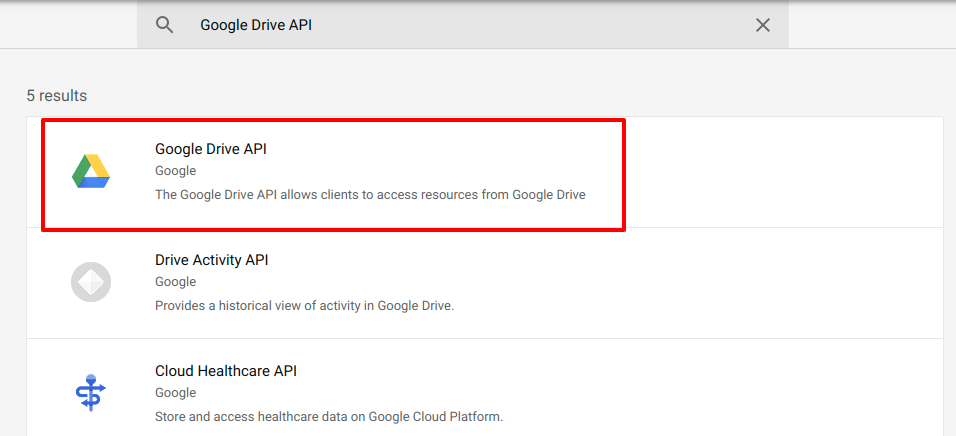 Google Drive API
5 results
Google Drive API
Google
The Google Drive API allows clients to access resources from Google Drive
Drive Activity API
Google
Provides a historical view of activity in Google Drive.
Cloud Healthcare API
Google
Store and access healthcare data on Google Cloud Platform.